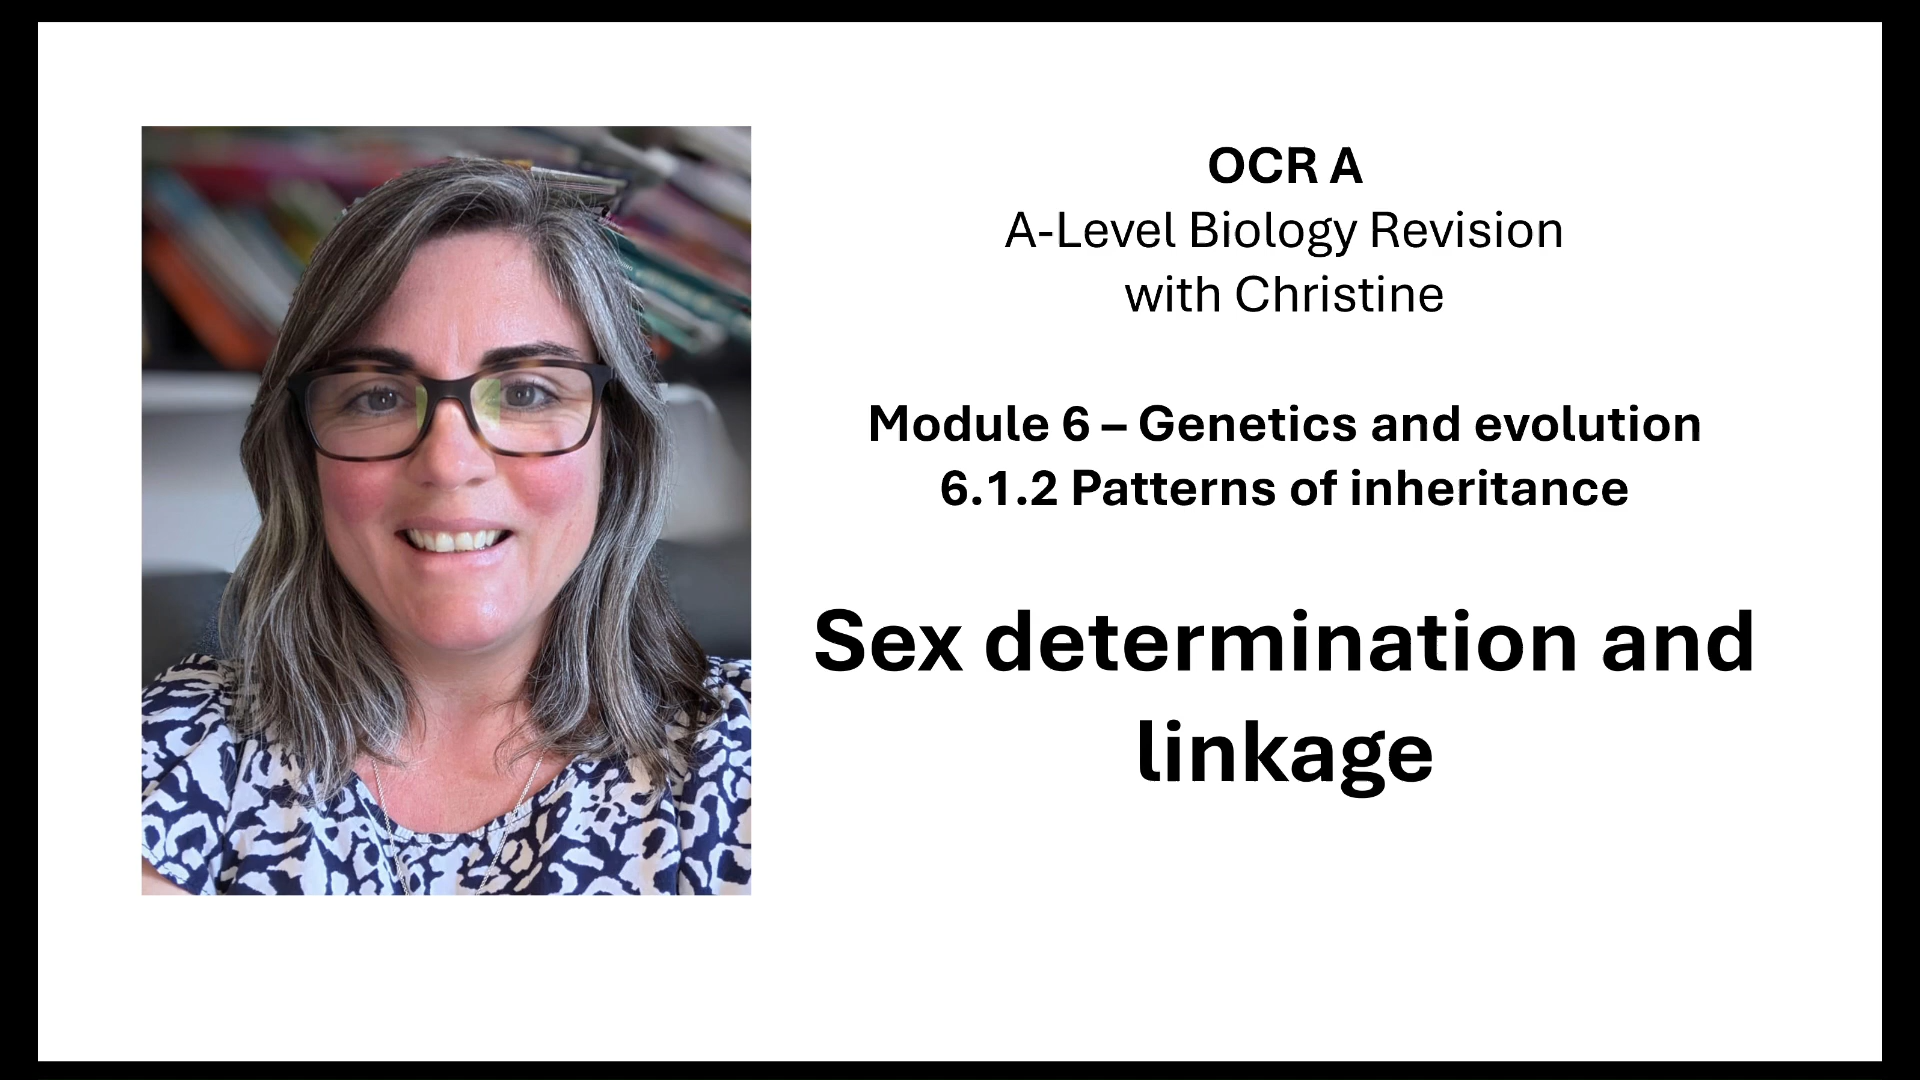 OCR A
A-Level Biology Revision
with Christine
Module 6 – Genetics and evolution
6.1.2 Patterns of inheritance
Sex determination and
linkage